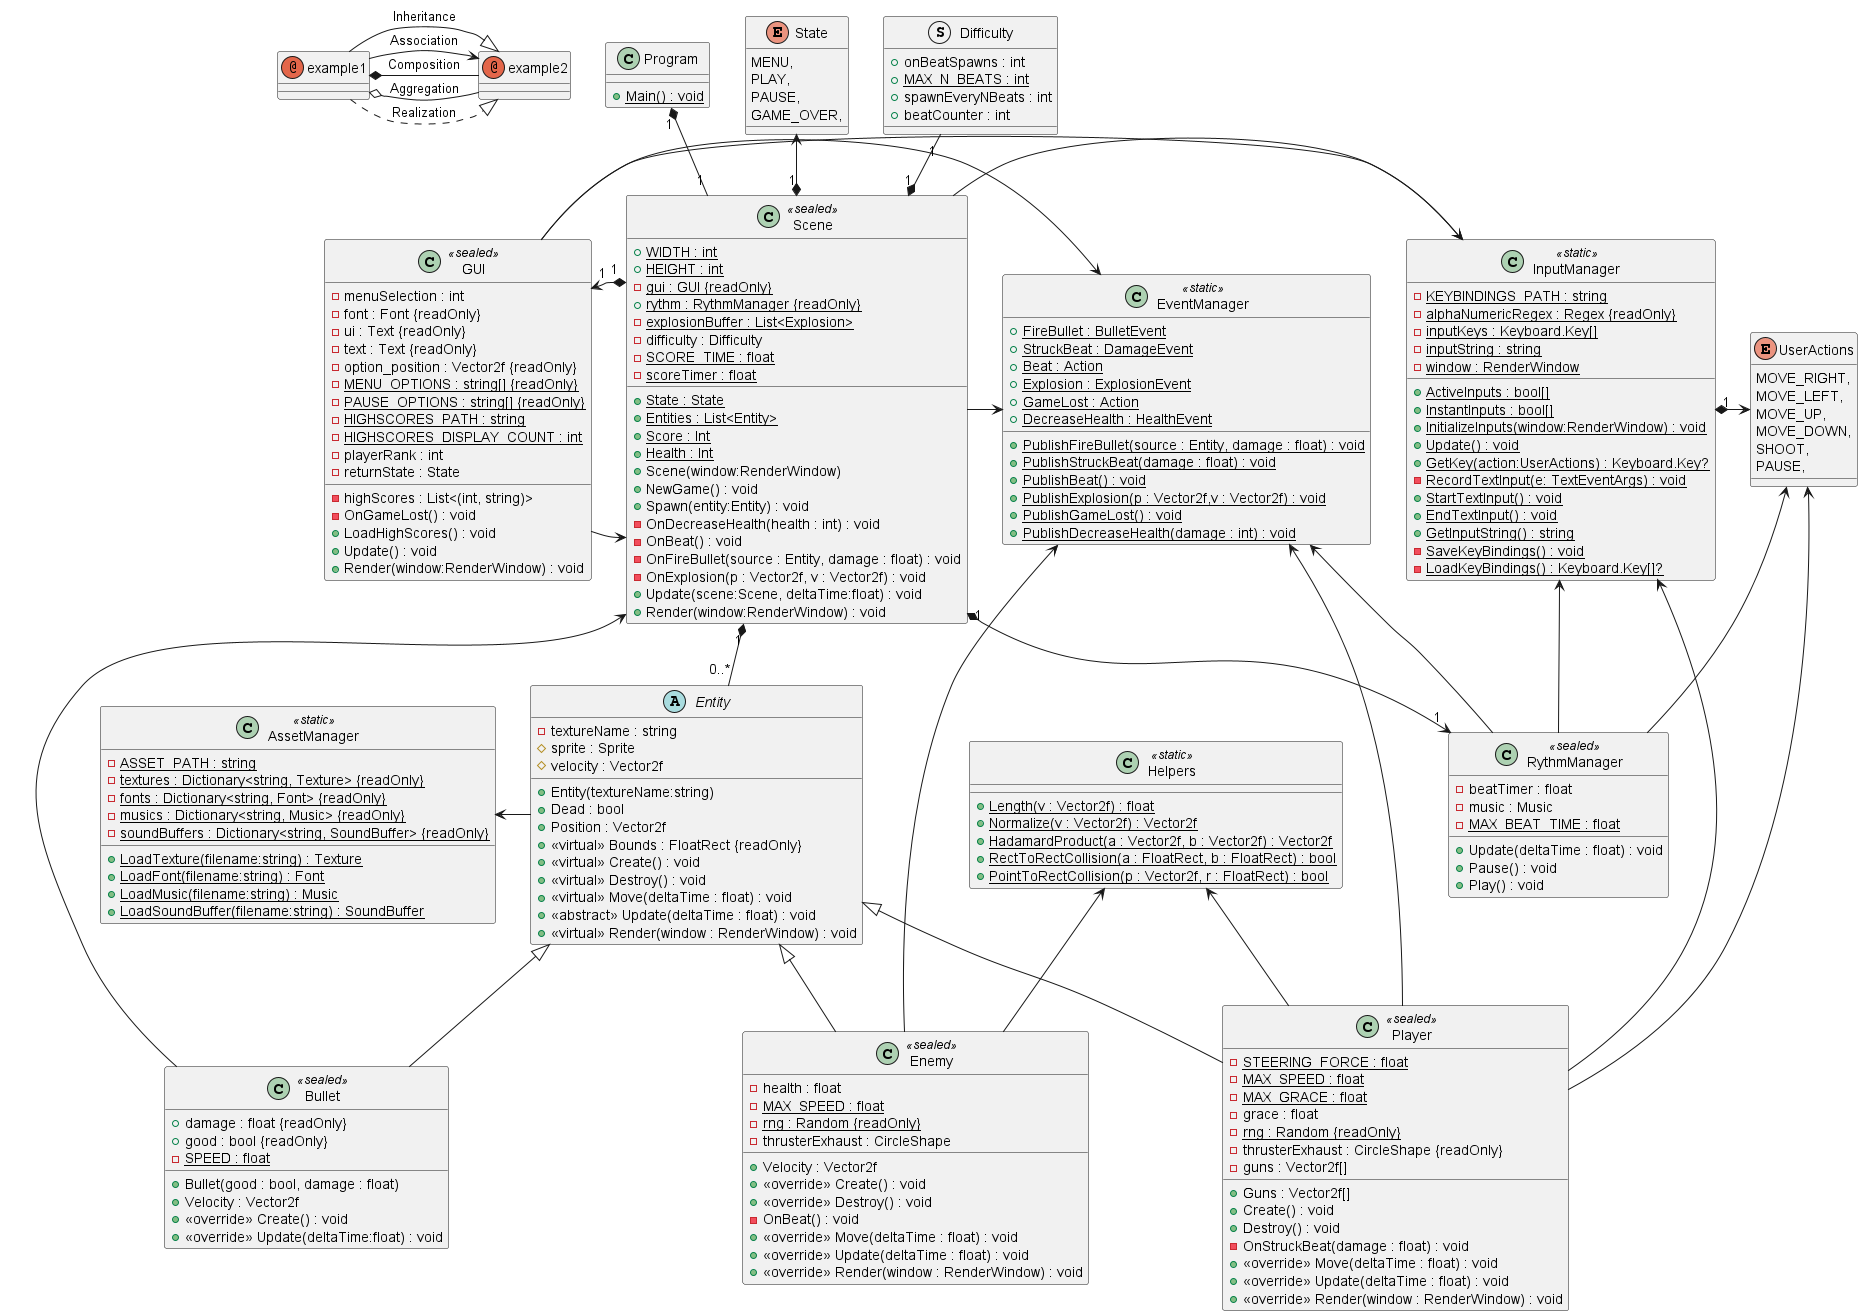 Inheritance
Association
Composition
Aggregation
Realization
@ example1
@ example2
C Program
Main() : void
1
1
E State
MENU,
PLAY,
PAUSE,
GAME_OVER,
1
S Difficulty
onBeatSpawns : int
MAX_N_BEATS : int
spawnEveryNBeats : int
beatCounter : int
1
1
«sealed»
C GUI
menuSelection : int
font : Font {readOnly}
ui : Text {readOnly}
text : Text {readOnly}
option_position : Vector2f {readOnly}
MENU_OPTIONS : string[] {readOnly}
PAUSE_OPTIONS : string[] {readOnly}
HIGHSCORES_PATH : string
HIGHSCORES_DISPLAY_COUNT : int
playerRank : int
returnState : State
highScores : List<(int, string)>
OnGameLost() : void
LoadHighScores() : void
Update() : void
Render(window:RenderWindow) : void
1
1
«sealed»
C Scene
WIDTH : int
HEIGHT : int
gui : GUI {readOnly}
rythm : RythmManager {readOnly}
explosionBuffer : List<Explosion>
difficulty : Difficulty
SCORE_TIME : float
scoreTimer : float
State : State
Entities : List<Entity>
Score : Int
Health : Int
Scene(window:RenderWindow)
NewGame() : void
Spawn(entity:Entity) : void
OnDecreaseHealth(health : int) : void
OnBeat() : void
OnFireBullet(source : Entity, damage : float) : void
OnExplosion(p : Vector2f, v : Vector2f) : void
Update(scene:Scene, deltaTime:float) : void
Render(window:RenderWindow) : void
1
1
0..*
1
«static»
C EventManager
FireBullet : BulletEvent
StruckBeat : DamageEvent
Beat : Action
Explosion : ExplosionEvent
GameLost : Action
DecreaseHealth : HealthEvent
PublishFireBullet(source : Entity, damage : float) : void
PublishStruckBeat(damage : float) : void
PublishBeat() : void
PublishExplosion(p : Vector2f,v : Vector2f) : void
PublishGameLost() : void
PublishDecreaseHealth(damage : int) : void
«static»
C InputManager
KEYBINDINGS_PATH : string
alphaNumericRegex : Regex {readOnly}
inputKeys : Keyboard.Key[]
inputString : string
window : RenderWindow
ActiveInputs : bool[]
InstantInputs : bool[]
InitializeInputs(window:RenderWindow) : void
Update() : void
GetKey(action:UserActions) : Keyboard.Key?
RecordTextInput(e: TextEventArgs) : void
StartTextInput() : void
EndTextInput() : void
GetInputString() : string
SaveKeyBindings() : void
LoadKeyBindings() : Keyboard.Key[]?
1
E UserActions
MOVE_RIGHT,
MOVE_LEFT,
MOVE_UP,
MOVE_DOWN,
SHOOT,
PAUSE,
«static»
C AssetManager
ASSET_PATH : string
textures : Dictionary<string, Texture> {readOnly}
fonts : Dictionary<string, Font> {readOnly}
musics : Dictionary<string, Music> {readOnly}
soundBuffers : Dictionary<string, SoundBuffer> {readOnly}
LoadTexture(filename:string) : Texture
LoadFont(filename:string) : Font
LoadMusic(filename:string) : Music
LoadSoundBuffer(filename:string) : SoundBuffer
A Entity
textureName : string
sprite : Sprite
velocity : Vector2f
Entity(textureName:string)
Dead : bool
Position : Vector2f
«virtual» Bounds : FloatRect {readOnly}
«virtual» Create() : void
«virtual» Destroy() : void
«virtual» Move(deltaTime : float) : void
«abstract» Update(deltaTime : float) : void
«virtual» Render(window : RenderWindow) : void
«static»
C Helpers
Length(v : Vector2f) : float
Normalize(v : Vector2f) : Vector2f
HadamardProduct(a : Vector2f, b : Vector2f) : Vector2f
RectToRectCollision(a : FloatRect, b : FloatRect) : bool
PointToRectCollision(p : Vector2f, r : FloatRect) : bool
«sealed»
C RythmManager
beatTimer : float
music : Music
MAX_BEAT_TIME : float
Update(deltaTime : float) : void
Pause() : void
Play() : void
«sealed»
C Bullet
damage : float {readOnly}
good : bool {readOnly}
SPEED : float
Bullet(good : bool, damage : float)
Velocity : Vector2f
«override» Create() : void
«override» Update(deltaTime:float) : void
«sealed»
C Enemy
health : float
MAX_SPEED : float
rng : Random {readOnly}
thrusterExhaust : CircleShape
Velocity : Vector2f
«override» Create() : void
«override» Destroy() : void
OnBeat() : void
«override» Move(deltaTime : float) : void
«override» Update(deltaTime : float) : void
«override» Render(window : RenderWindow) : void
«sealed»
C Player
STEERING_FORCE : float
MAX_SPEED : float
MAX_GRACE : float
grace : float
rng : Random {readOnly}
thrusterExhaust : CircleShape {readOnly}
guns : Vector2f[]
Guns : Vector2f[]
Create() : void
Destroy() : void
OnStruckBeat(damage : float) : void
«override» Move(deltaTime : float) : void
«override» Update(deltaTime : float) : void
«override» Render(window : RenderWindow) : void